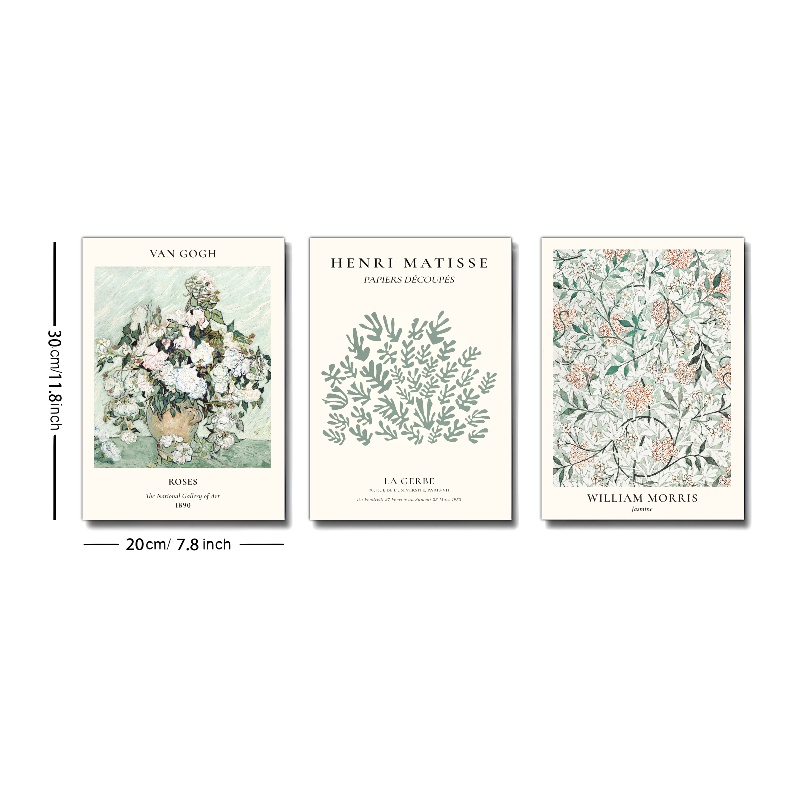 VAN GOGH
ROSES
The National Gallery of Art
1890
HENRI MATISSE
PAPIERS DÉCOUPÉS
LA GERBE
WILLIAM MORRIS
Jasmine
30cm/11.8inch
20cm/ 7.8 inch